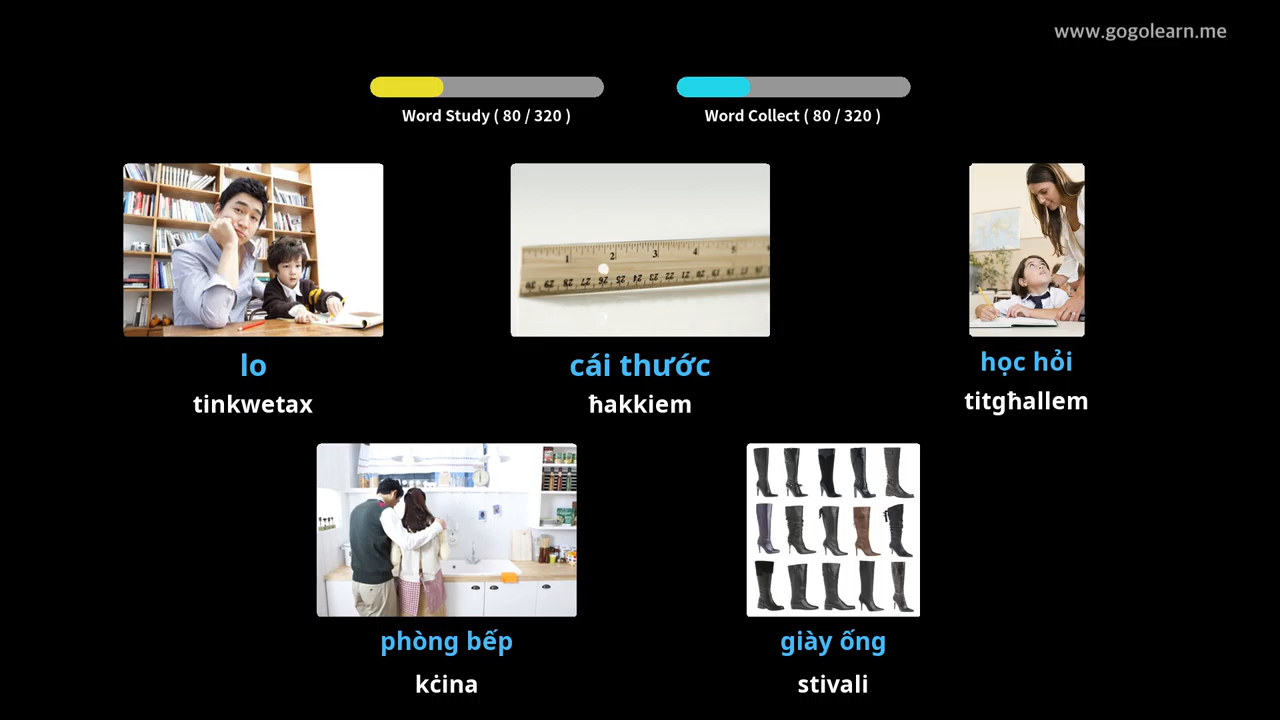 www.gogolearn.me
Word Study ( 80 / 320 )
Word Collect ( 80 / 320 )
lo
tinkwetax
cái thước
ħakkiem
học hỏi
titgħallem
phòng bếp
kċina
giày ống
stivali